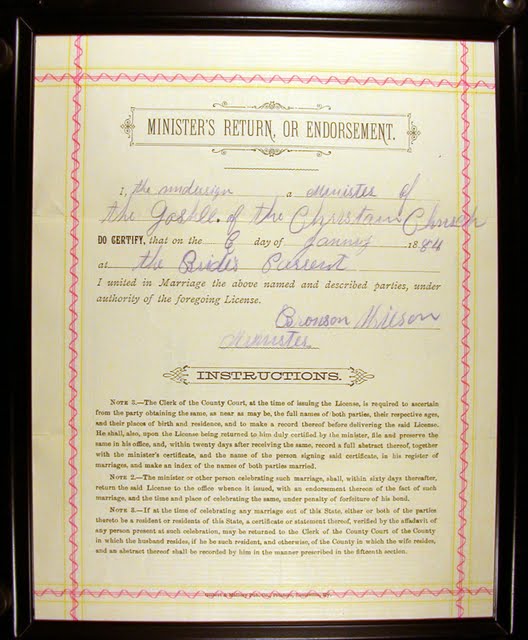 MINISTER'S RETURN, OR ENDORSEMENT.
I, the undersign a Minister of
the Gosble. of the Christain Church
DO CERTIFY, that on the 6 day of January 1884
at the Brides
I united in Marriage the above named and described parties, under
authority of the foregoing License.
Bronson Wilson
Minister
INSTRUCTIONS.
NOTE 1.—The Clerk of the County Court, at the time of issuing the License, is required to ascertain
from the party obtaining the same, as near as may be, the full names of both parties, their respective ages,
and their places of birth and residence, and to make a record thereof before delivering the said License.
He shall, also, upon the License being returned to him duly certified by the minister, file and preserve the
same in his office, and, within twenty days after receiving the same, record a full abstract thereof, together
with the minister's certificate, and the name of the person signing said certificate, in his register of
marriages, and make an index of the names of both parties married.
NOTE 2.—The minister or other person celebrating such marriage, shall, within sixty days thereafter,
return the said License to the office whence it issued, with an endorsement thereon of the fact of such
marriage, and the time and place of celebrating the same, under penalty of forfeiture of his bond.
NOTE 3.—If at the time of celebrating any marriage out of this State, either or both of the parties
thereto be a resident or residents of this State, a certificate or statement thereof, verified by the affidavit of
any person present at such celebration, may be returned to the Clerk of the County Court of the County
in which the husband resides, if he be such resident, and otherwise, of the County in which the wife resides,
and an abstract thereof shall be recorded by him in the manner prescribed in the fifteenth section.